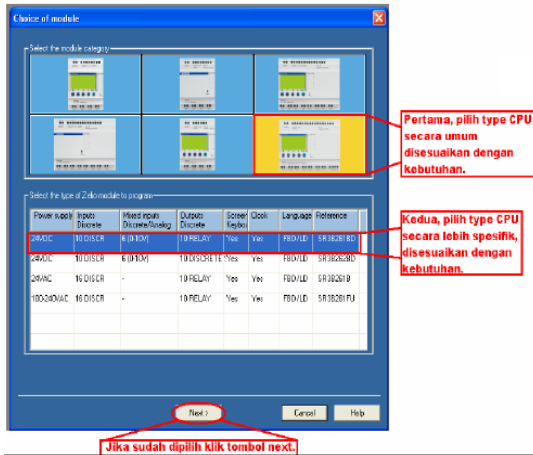 Choice of module
Select the module category
Pertama, pilih type CPU
secara umum
disesuaikan dengan
kebutuhan.
Select the type of Zelio module to program
Power supply Inputs Discrete Mixed inputs Discrete/Analog Outputs Discrete Screen Keybo Clock Language Reference
24VDC 10 DISCR 6 (0-10V) 10 RELAY Yes Yes FBD/LD SR3B261BD
24VDC 10 DISCR 6 (0-10V) 10 DISCRETE Yes Yes FBD/LD SR3B262BD
24VAC 16 DISCR - 10 RELAY Yes Yes FBD/LD SR3B261B
100-240VAC 16 DISCR - 10 RELAY Yes Yes FBD/LD SR3B261FU
Kedua, pilih type CPU
secara lebih spesifik,
disesuaikan dengan
kebutuhan.
Next >
Cancel
Help
Jika sudah dipilih klik tombol next.